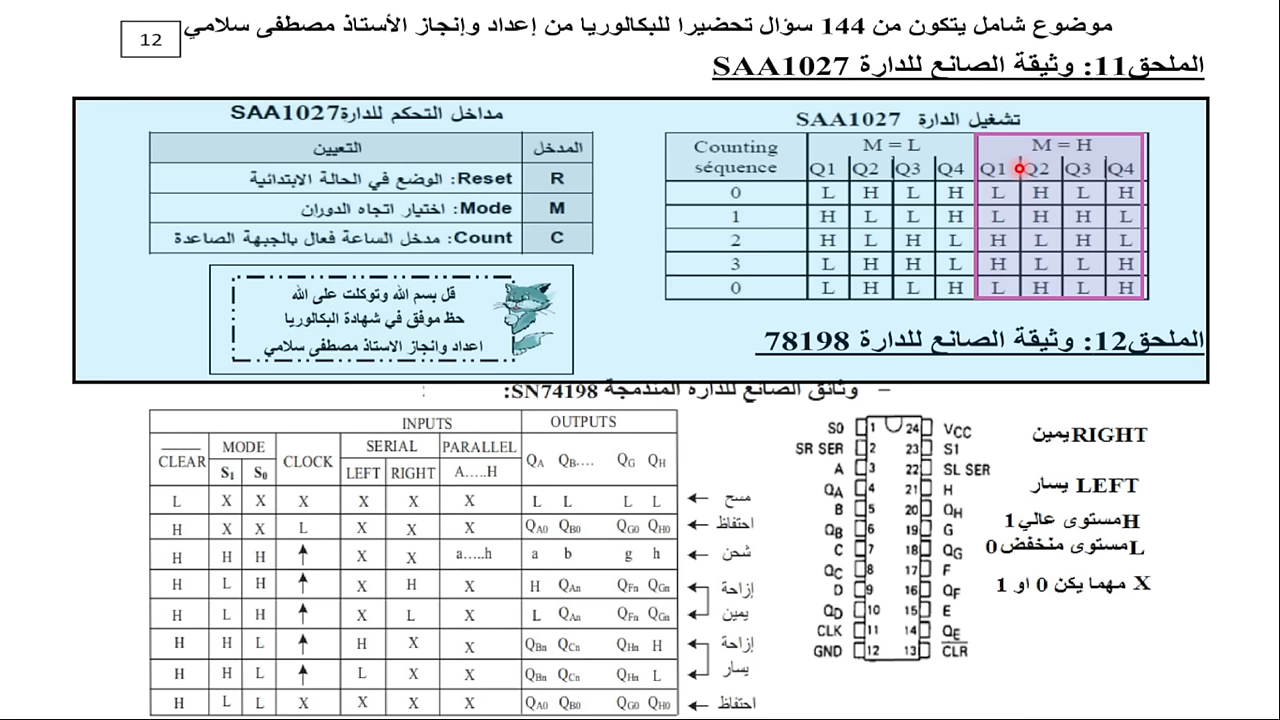 موضوع شامل يتكون من 144 سؤال تحضيرا للبكالوريا من إعداد وإنجاز الأستاذ مصطفى سلامي
12
الملحق11: وثيقة الصانع للدارة SAA1027
تشغيل الدارة SAA1027
Counting séquence | M = L | M = H
Q1 Q2 Q3 Q4 Q1 Q2 Q3 Q4
0 L H L H L H L H
1 H L L H L H H L
2 H L H L H L H L
3 L H H L H L L H
0 L H L H L H L H
مداخل التحكم للدارة SAA1027
المدخل التعيين
R Reset: الوضع في الحالة الابتدائية
M Mode: اختيار اتجاه الدوران
C Count: مدخل الساعة فعال بالجبهة الصاعدة
قل بسم الله وتوكلت على الله
حظ موفق في شهادة البكالوريا
اعداد وانجاز الاستاذ مصطفى سلامي
الملحق12: وثيقة الصانع للدارة 78198
– وثائق الصانع للدارة المندمجة SN74198:
INPUTS OUTPUTS
CLEAR MODE CLOCK SERIAL PARALLEL QA QB.... QG QH
S1 S0 LEFT RIGHT A.....H
L X X X X X X L L L L ← مسح
H X X L X X X QA0 QB0 QG0 QH0 ← احتفاظ
H H H ↑ X X a.....h a b g h ← شحن
H L H ↑ X H X H QAn QFn QGn ← إزاحة
H L H ↑ X L X L QAn QFn QGn ← يمين
H H L ↑ H X X QBn QCn QHn H إزاحة
H H L ↑ L X X QBn QCn QHn L ← يسار
H L L X X X X QA0 QB0 QG0 QH0 ← احتفاظ
S0 1 24 VCC
SR SER 2 23 S1
A 3 22 SL SER
QA 4 21 H
B 5 20 QH
QB 6 19 G
C 7 18 QG
QC 8 17 F
D 9 16 QF
QD 10 15 E
CLK 11 14 QE
GND 12 13 CLR
RIGHT يمين
LEFT يسار
H مستوى عالي 1
L مستوى منخفض 0
X مهما يكن 0 او 1